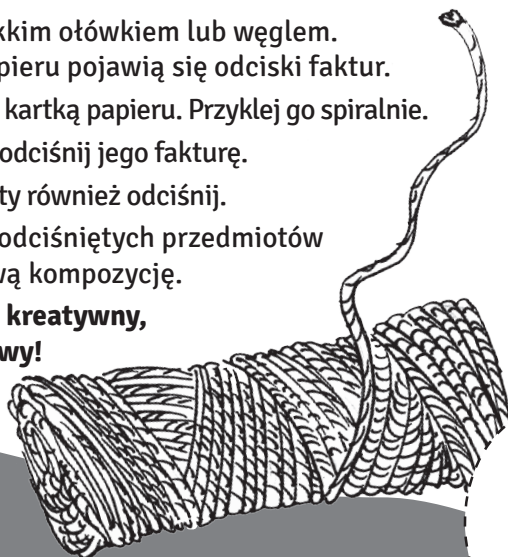 kkim ołówkiem lub węglem.
pieru pojawią się odciski faktur.
kartką papieru. Przyklej go spiralnie.
odciśnij jego fakturę.
ty również odciśnij.
odciśniętych przedmiotów
wą kompozycję.
kreatywny,
wy!